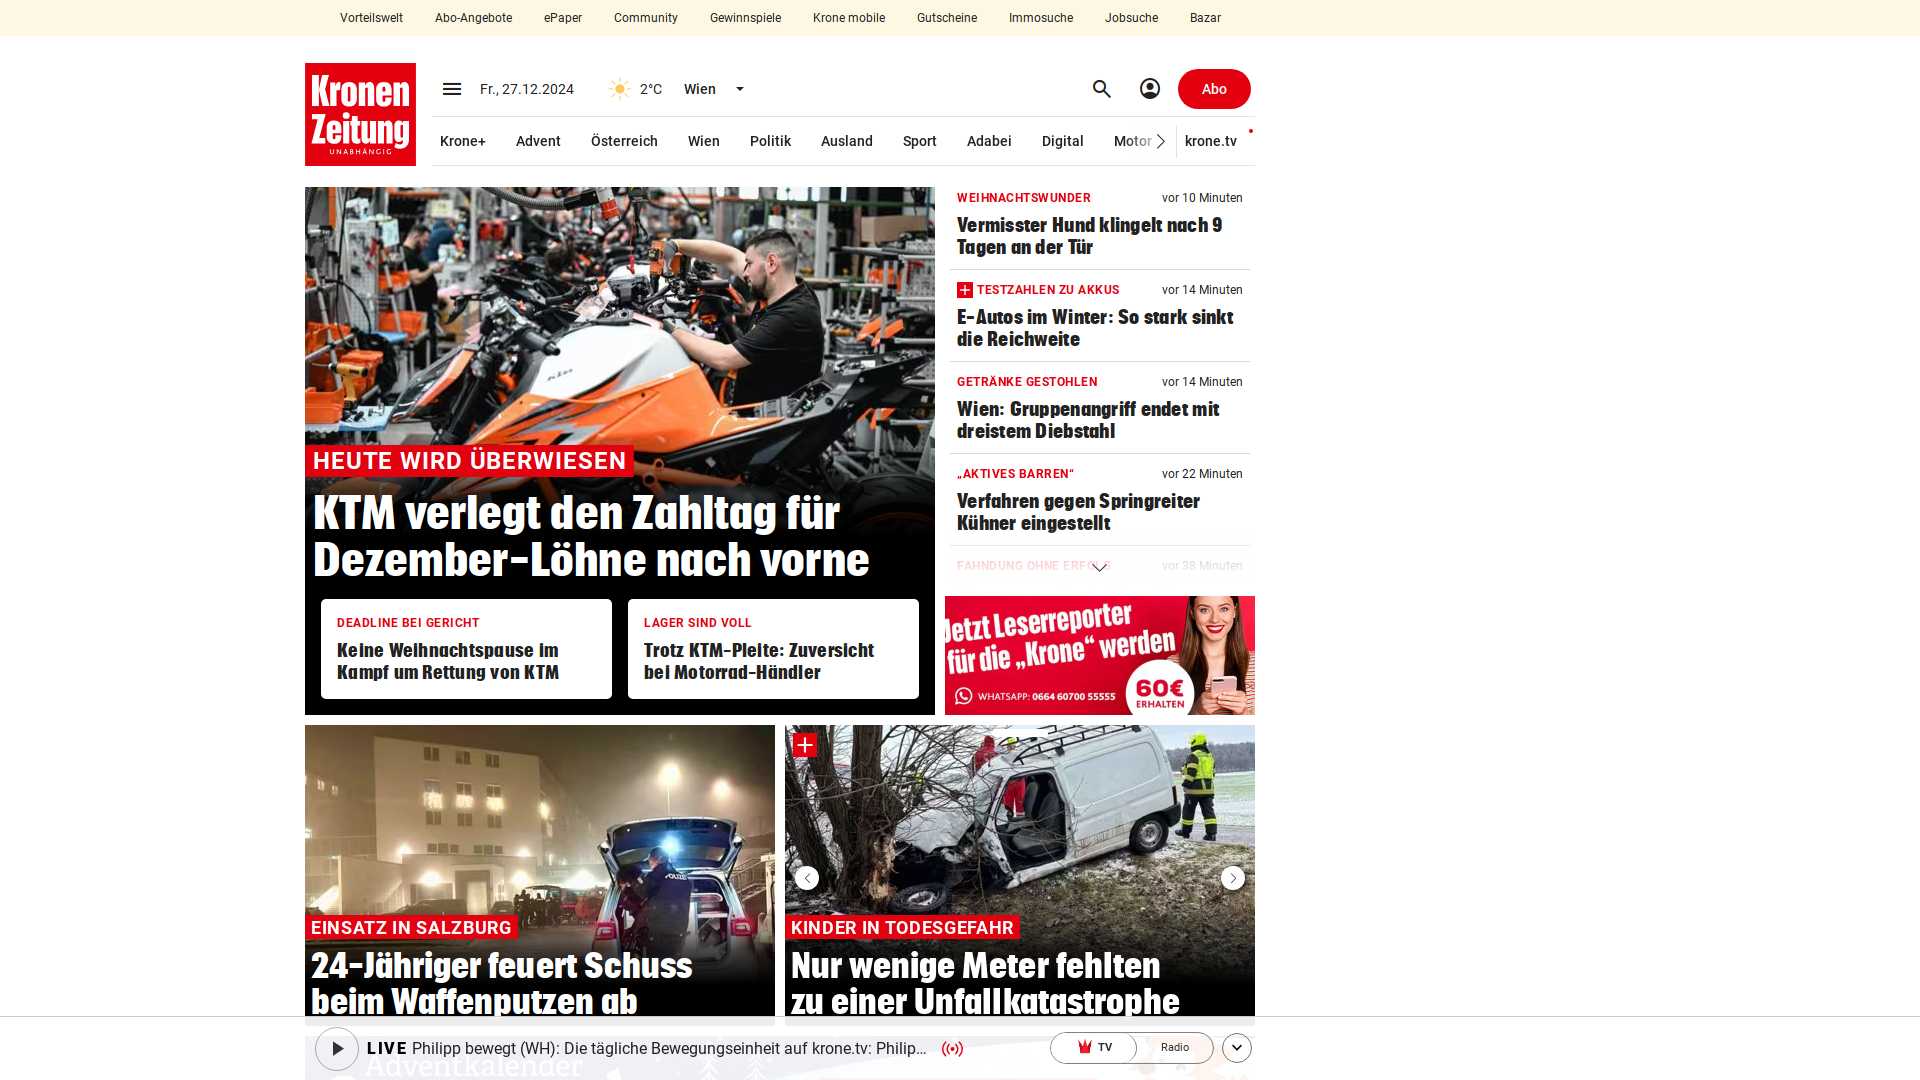 Vorteilswelt Abo-Angebote ePaper Community Gewinnspiele Krone mobile Gutscheine Immosuche Jobsuche Bazar
Kronen
Zeitung
UNABHÄNGIG
Fr., 27.12.2024 2°C Wien Abo
Krone+ Advent Österreich Wien Politik Ausland Sport Adabei Digital Motor krone.tv
HEUTE WIRD ÜBERWIESEN
KTM verlegt den Zahltag für
Dezember-Löhne nach vorne
DEADLINE BEI GERICHT
Keine Weihnachtspause im
Kampf um Rettung von KTM
LAGER SIND VOLL
Trotz KTM-Pleite: Zuversicht
bei Motorrad-Händler
WEIHNACHTSWUNDER vor 10 Minuten
Vermisster Hund klingelt nach 9
Tagen an der Tür
TESTZAHLEN ZU AKKUS vor 14 Minuten
E-Autos im Winter: So stark sinkt
die Reichweite
GETRÄNKE GESTOHLEN vor 14 Minuten
Wien: Gruppenangriff endet mit
dreistem Diebstahl
„AKTIVES BARREN“ vor 22 Minuten
Verfahren gegen Springreiter
Kühner eingestellt
FAHNDUNG OHNE ERFOLG vor 38 Minuten
Jetzt Leserreporter
für die „Krone“ werden
WHATSAPP: 0664 60700 55555
60€
ERHALTEN
POLIZEI
EINSATZ IN SALZBURG
24-Jähriger feuert Schuss
beim Waffenputzen ab
KINDER IN TODESGEFAHR
Nur wenige Meter fehlten
zu einer Unfallkatastrophe
LIVE Philipp bewegt (WH): Die tägliche Bewegungseinheit auf krone.tv: Philip… TV Radio
Adventkalender